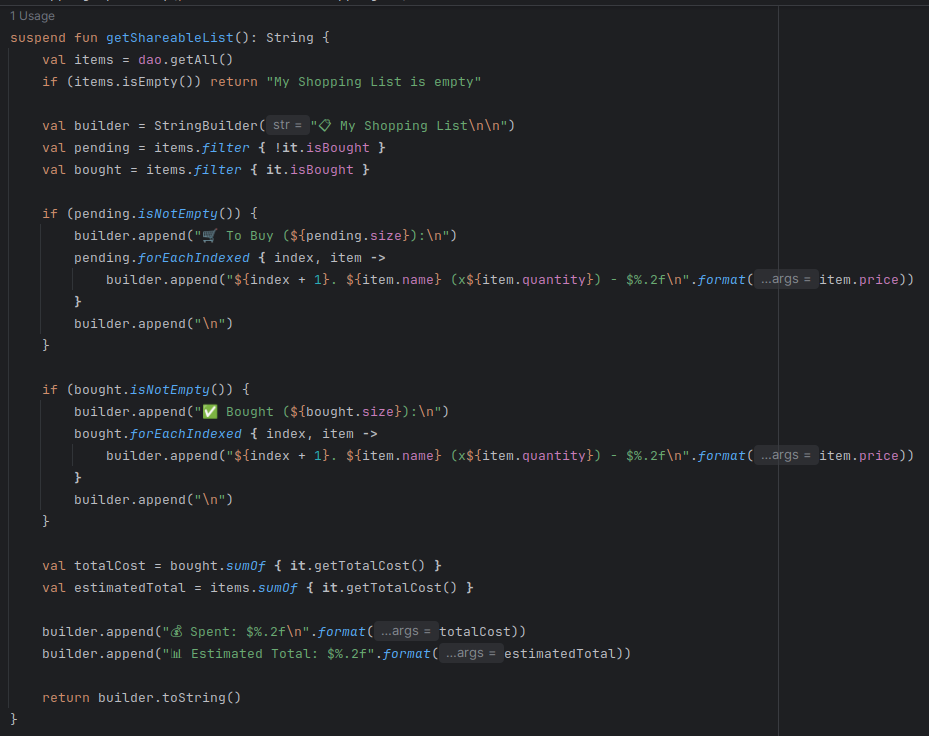 1 Usage
suspend fun getShareableList(): String {
    val items = dao.getAll()
    if (items.isEmpty()) return "My Shopping List is empty"

    val builder = StringBuilder( str = "📋 My Shopping List\n\n")
    val pending = items.filter { !it.isBought }
    val bought = items.filter { it.isBought }

    if (pending.isNotEmpty()) {
        builder.append("🛒 To Buy (${pending.size}):\n")
        pending.forEachIndexed { index, item ->
            builder.append("${index + 1}. ${item.name} (x${item.quantity}) - $%.2f\n".format( ...args = item.price))
        }
        builder.append("\n")
    }

    if (bought.isNotEmpty()) {
        builder.append("✅ Bought (${bought.size}):\n")
        bought.forEachIndexed { index, item ->
            builder.append("${index + 1}. ${item.name} (x${item.quantity}) - $%.2f\n".format( ...args = item.price))
        }
        builder.append("\n")
    }

    val totalCost = bought.sumOf { it.getTotalCost() }
    val estimatedTotal = items.sumOf { it.getTotalCost() }

    builder.append("💰 Spent: $%.2f\n".format( ...args = totalCost))
    builder.append("📊 Estimated Total: $%.2f".format( ...args = estimatedTotal))

    return builder.toString()
}